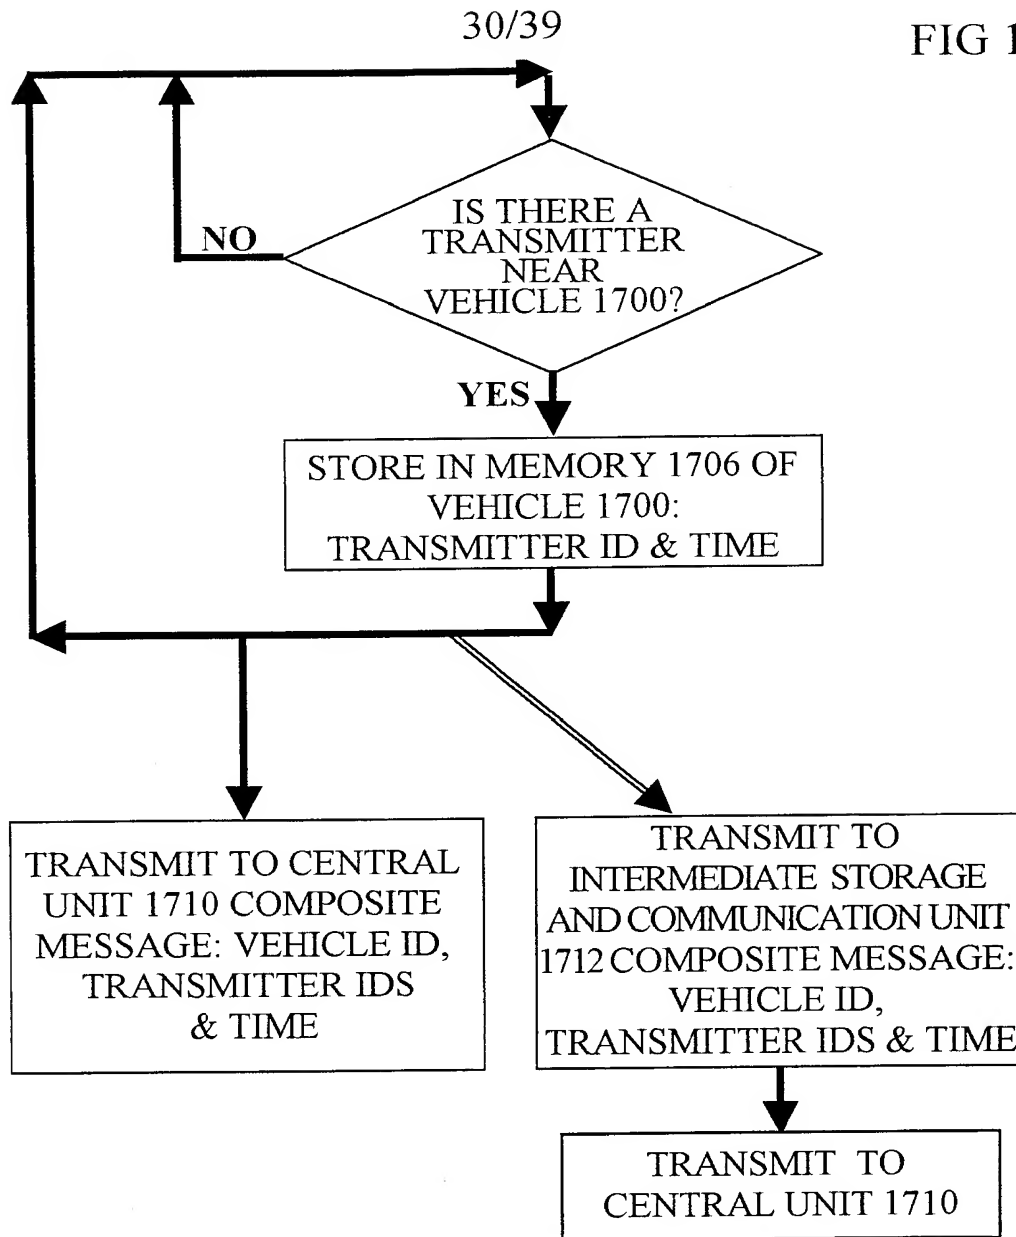 30/39
FIG 1
IS THERE A
TRANSMITTER
NEAR
VEHICLE 1700?
NO
YES
STORE IN MEMORY 1706 OF
VEHICLE 1700:
TRANSMITTER ID & TIME
TRANSMIT TO CENTRAL
UNIT 1710 COMPOSITE
MESSAGE: VEHICLE ID,
TRANSMITTER IDS
& TIME
TRANSMIT TO
INTERMEDIATE STORAGE
AND COMMUNICATION UNIT
1712 COMPOSITE MESSAGE:
VEHICLE ID,
TRANSMITTER IDS & TIME
TRANSMIT TO
CENTRAL UNIT 1710